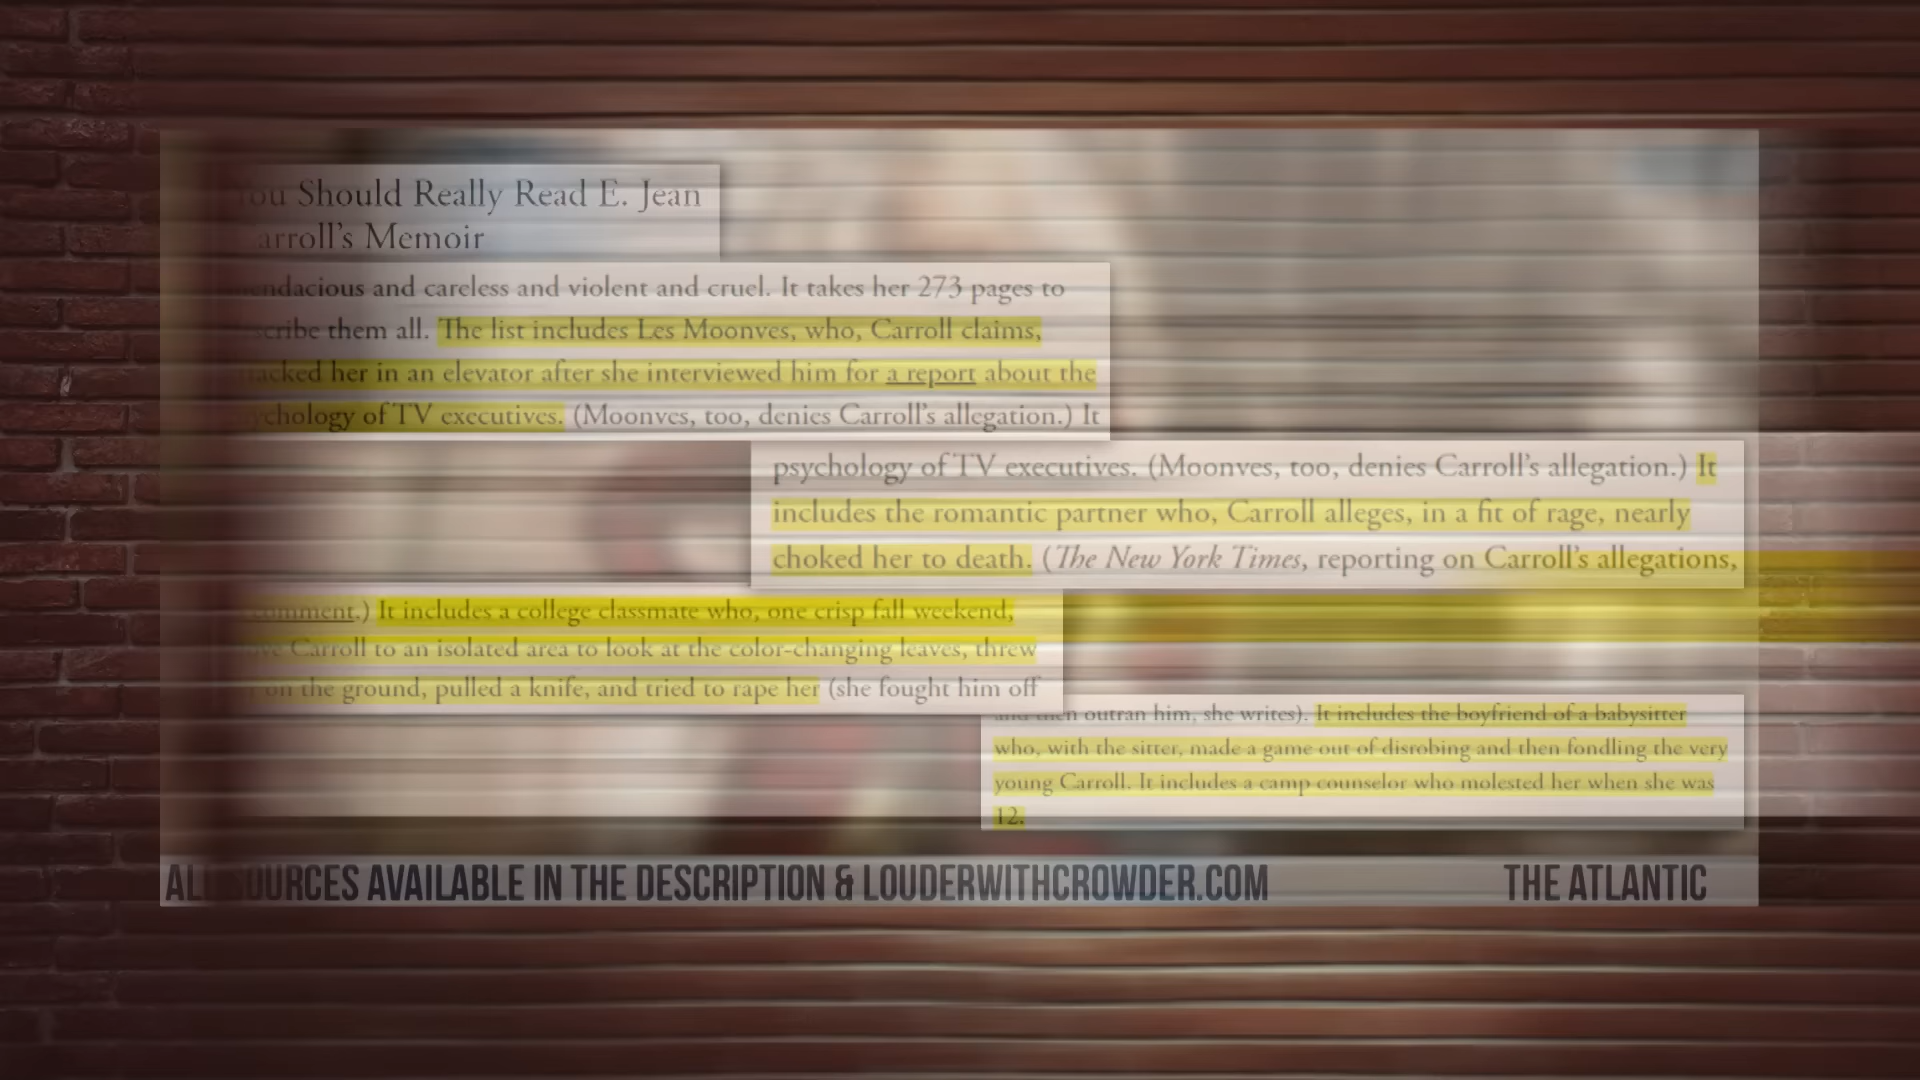 ou Should Really Read E. Jean
arroll's Memoir
endacious and careless and violent and cruel. It takes her 273 pages to
scribe them all. The list includes Les Moonves, who, Carroll claims,
acked her in an elevator after she interviewed him for a report about the
ychology of TV executives. (Moonves, too, denies Carroll's allegation.) It
psychology of TV executives. (Moonves, too, denies Carroll's allegation.) It
includes the romantic partner who, Carroll alleges, in a fit of rage, nearly
choked her to death. (The New York Times, reporting on Carroll's allegations,
comment.) It includes a college classmate who, one crisp fall weekend,
ove Carroll to an isolated area to look at the color-changing leaves, threw
on the ground, pulled a knife, and tried to rape her (she fought him off
and then outran him, she writes). It includes the boyfriend of a babysitter
who, with the sitter, made a game out of disrobing and then fondling the very
young Carroll. It includes a camp counselor who molested her when she was
12.
ALL SOURCES AVAILABLE IN THE DESCRIPTION & LOUDERWITHCROWDER.COM
THE ATLANTIC